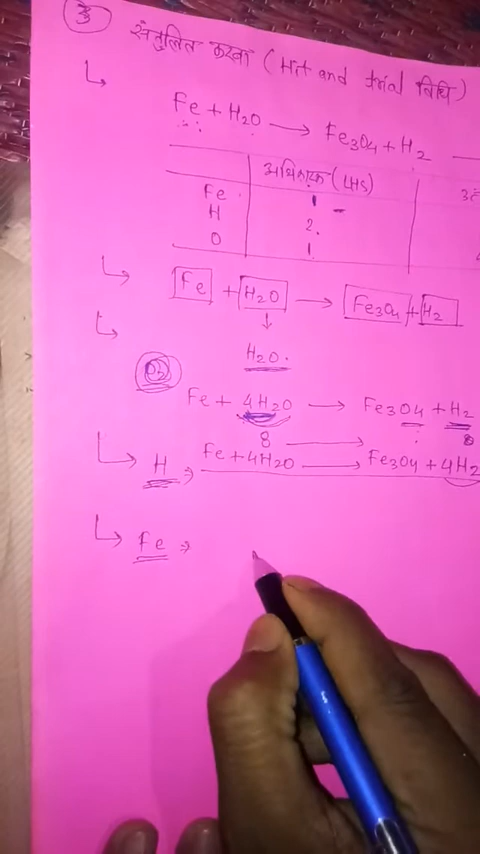 3
संतुलित करना (Hit and trial विधि)
Fe + H2O → Fe3O4 + H2
अभिकारक (LHS)
Fe 1
H 2
O 1
Fe + H2O → Fe3O4 + H2
H2O.
Fe + 4H2O → Fe3O4 + H2
8 → 8
H ⇒ Fe + 4H2O → Fe3O4 + 4H2
Fe ⇒